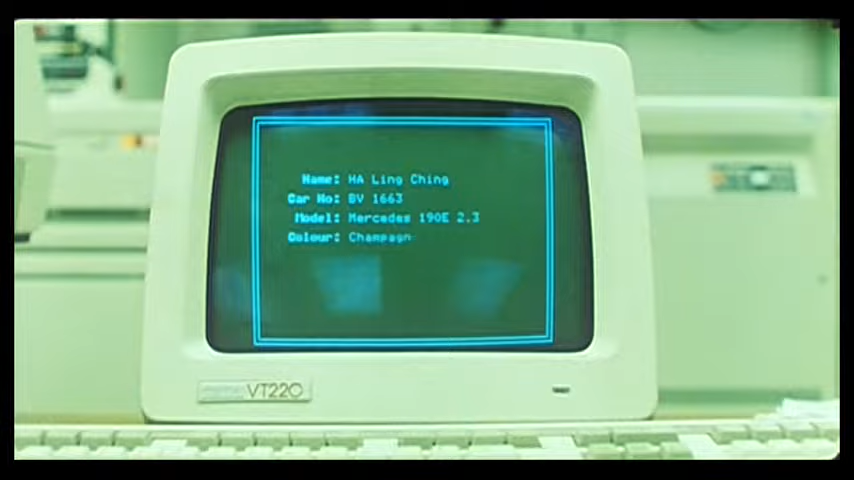 Name: HA Ling Ching
Car No: BV 1663
Model: Mercedes 190E 2.3
Colour: Champagn
VT220